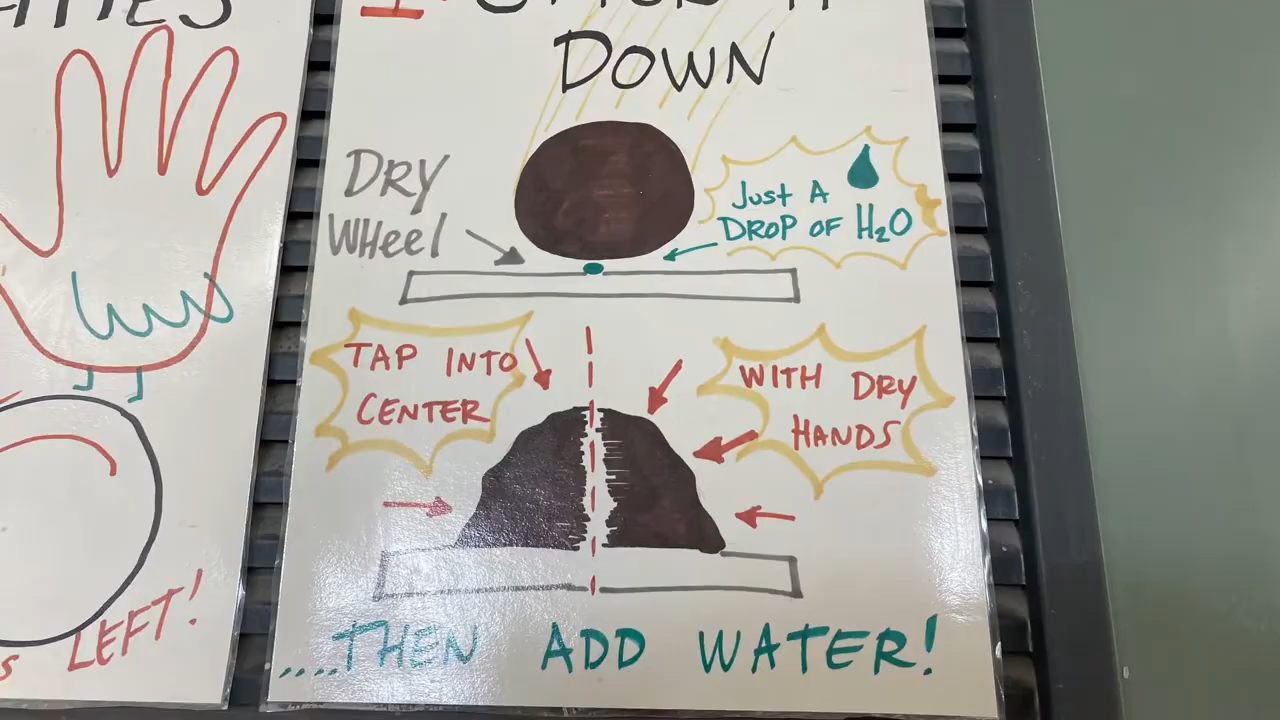 DOWN
DRY
WHeel
Just A
DROP OF H₂O
TAP INTO
CENTER
WITH DRY
HANDS
....THEN ADD WATER!
LEFT!